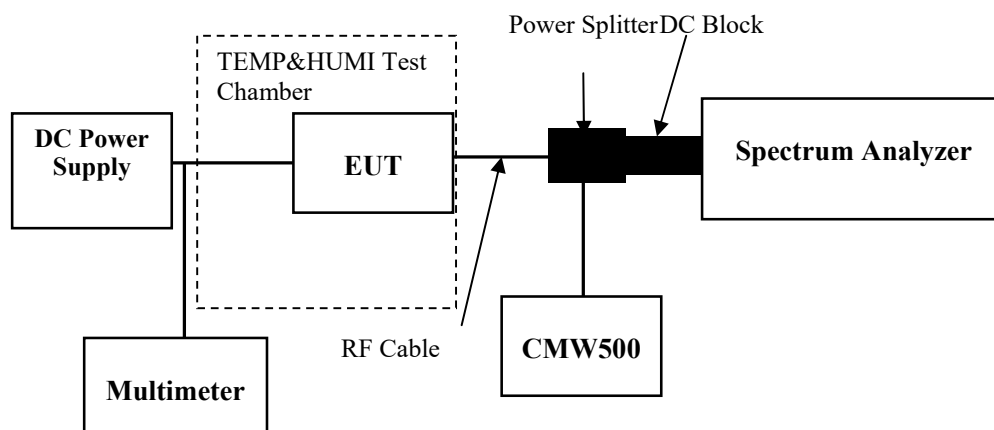 Power SplitterDC Block
TEMP&HUMI Test
Chamber
DC Power
Supply
EUT
Spectrum Analyzer
RF Cable
CMW500
Multimeter